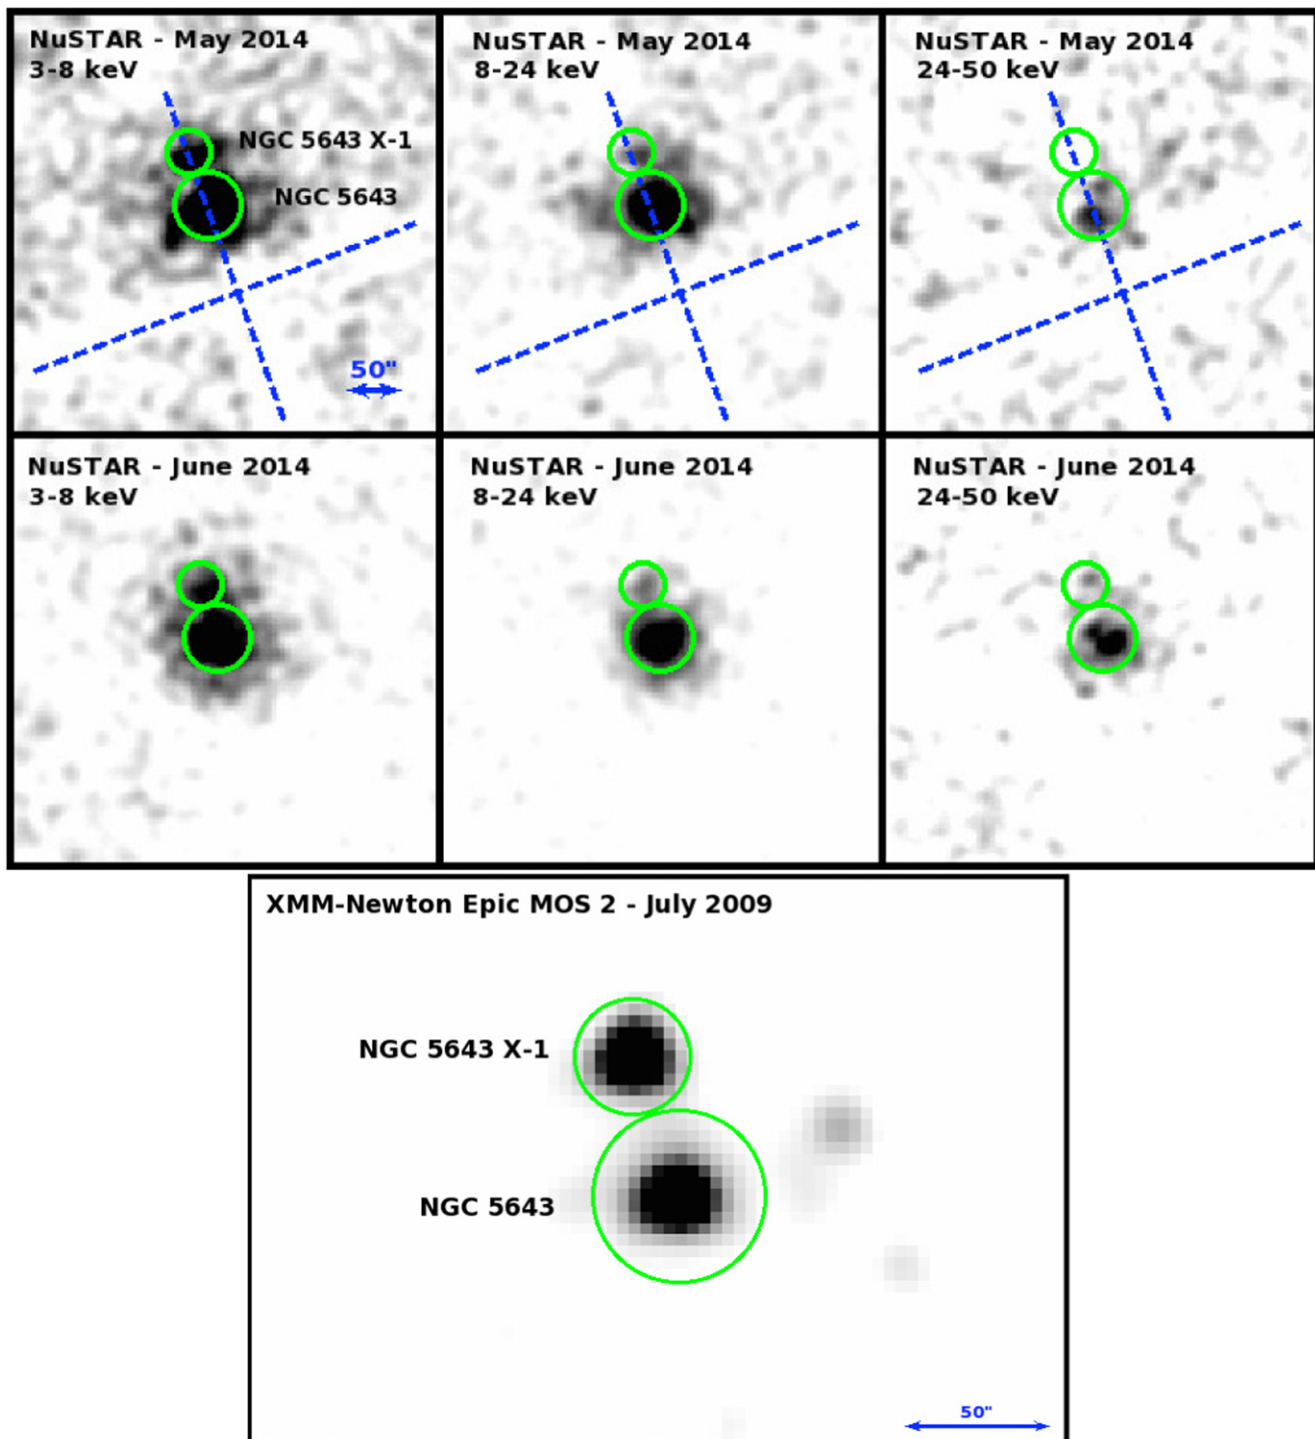 NuSTAR - May 2014
3-8 keV
NGC 5643 X-1
NGC 5643
50"
NuSTAR - May 2014
8-24 keV
NuSTAR - May 2014
24-50 keV
NuSTAR - June 2014
3-8 keV
NuSTAR - June 2014
8-24 keV
NuSTAR - June 2014
24-50 keV
XMM-Newton Epic MOS 2 - July 2009
NGC 5643 X-1
NGC 5643
50"